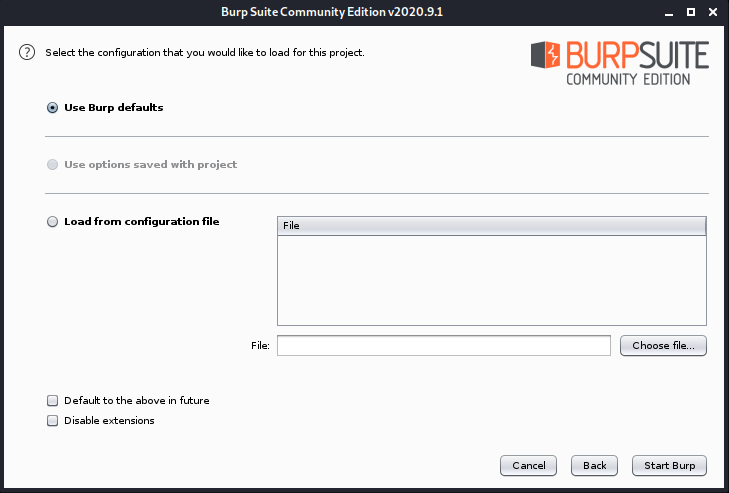 Burp Suite Community Edition v2020.9.1
? Select the configuration that you would like to load for this project.
BURPSUITE
COMMUNITY EDITION
Use Burp defaults
Use options saved with project
Load from configuration file
File
File:
Choose file...
Default to the above in future
Disable extensions
Cancel Back Start Burp